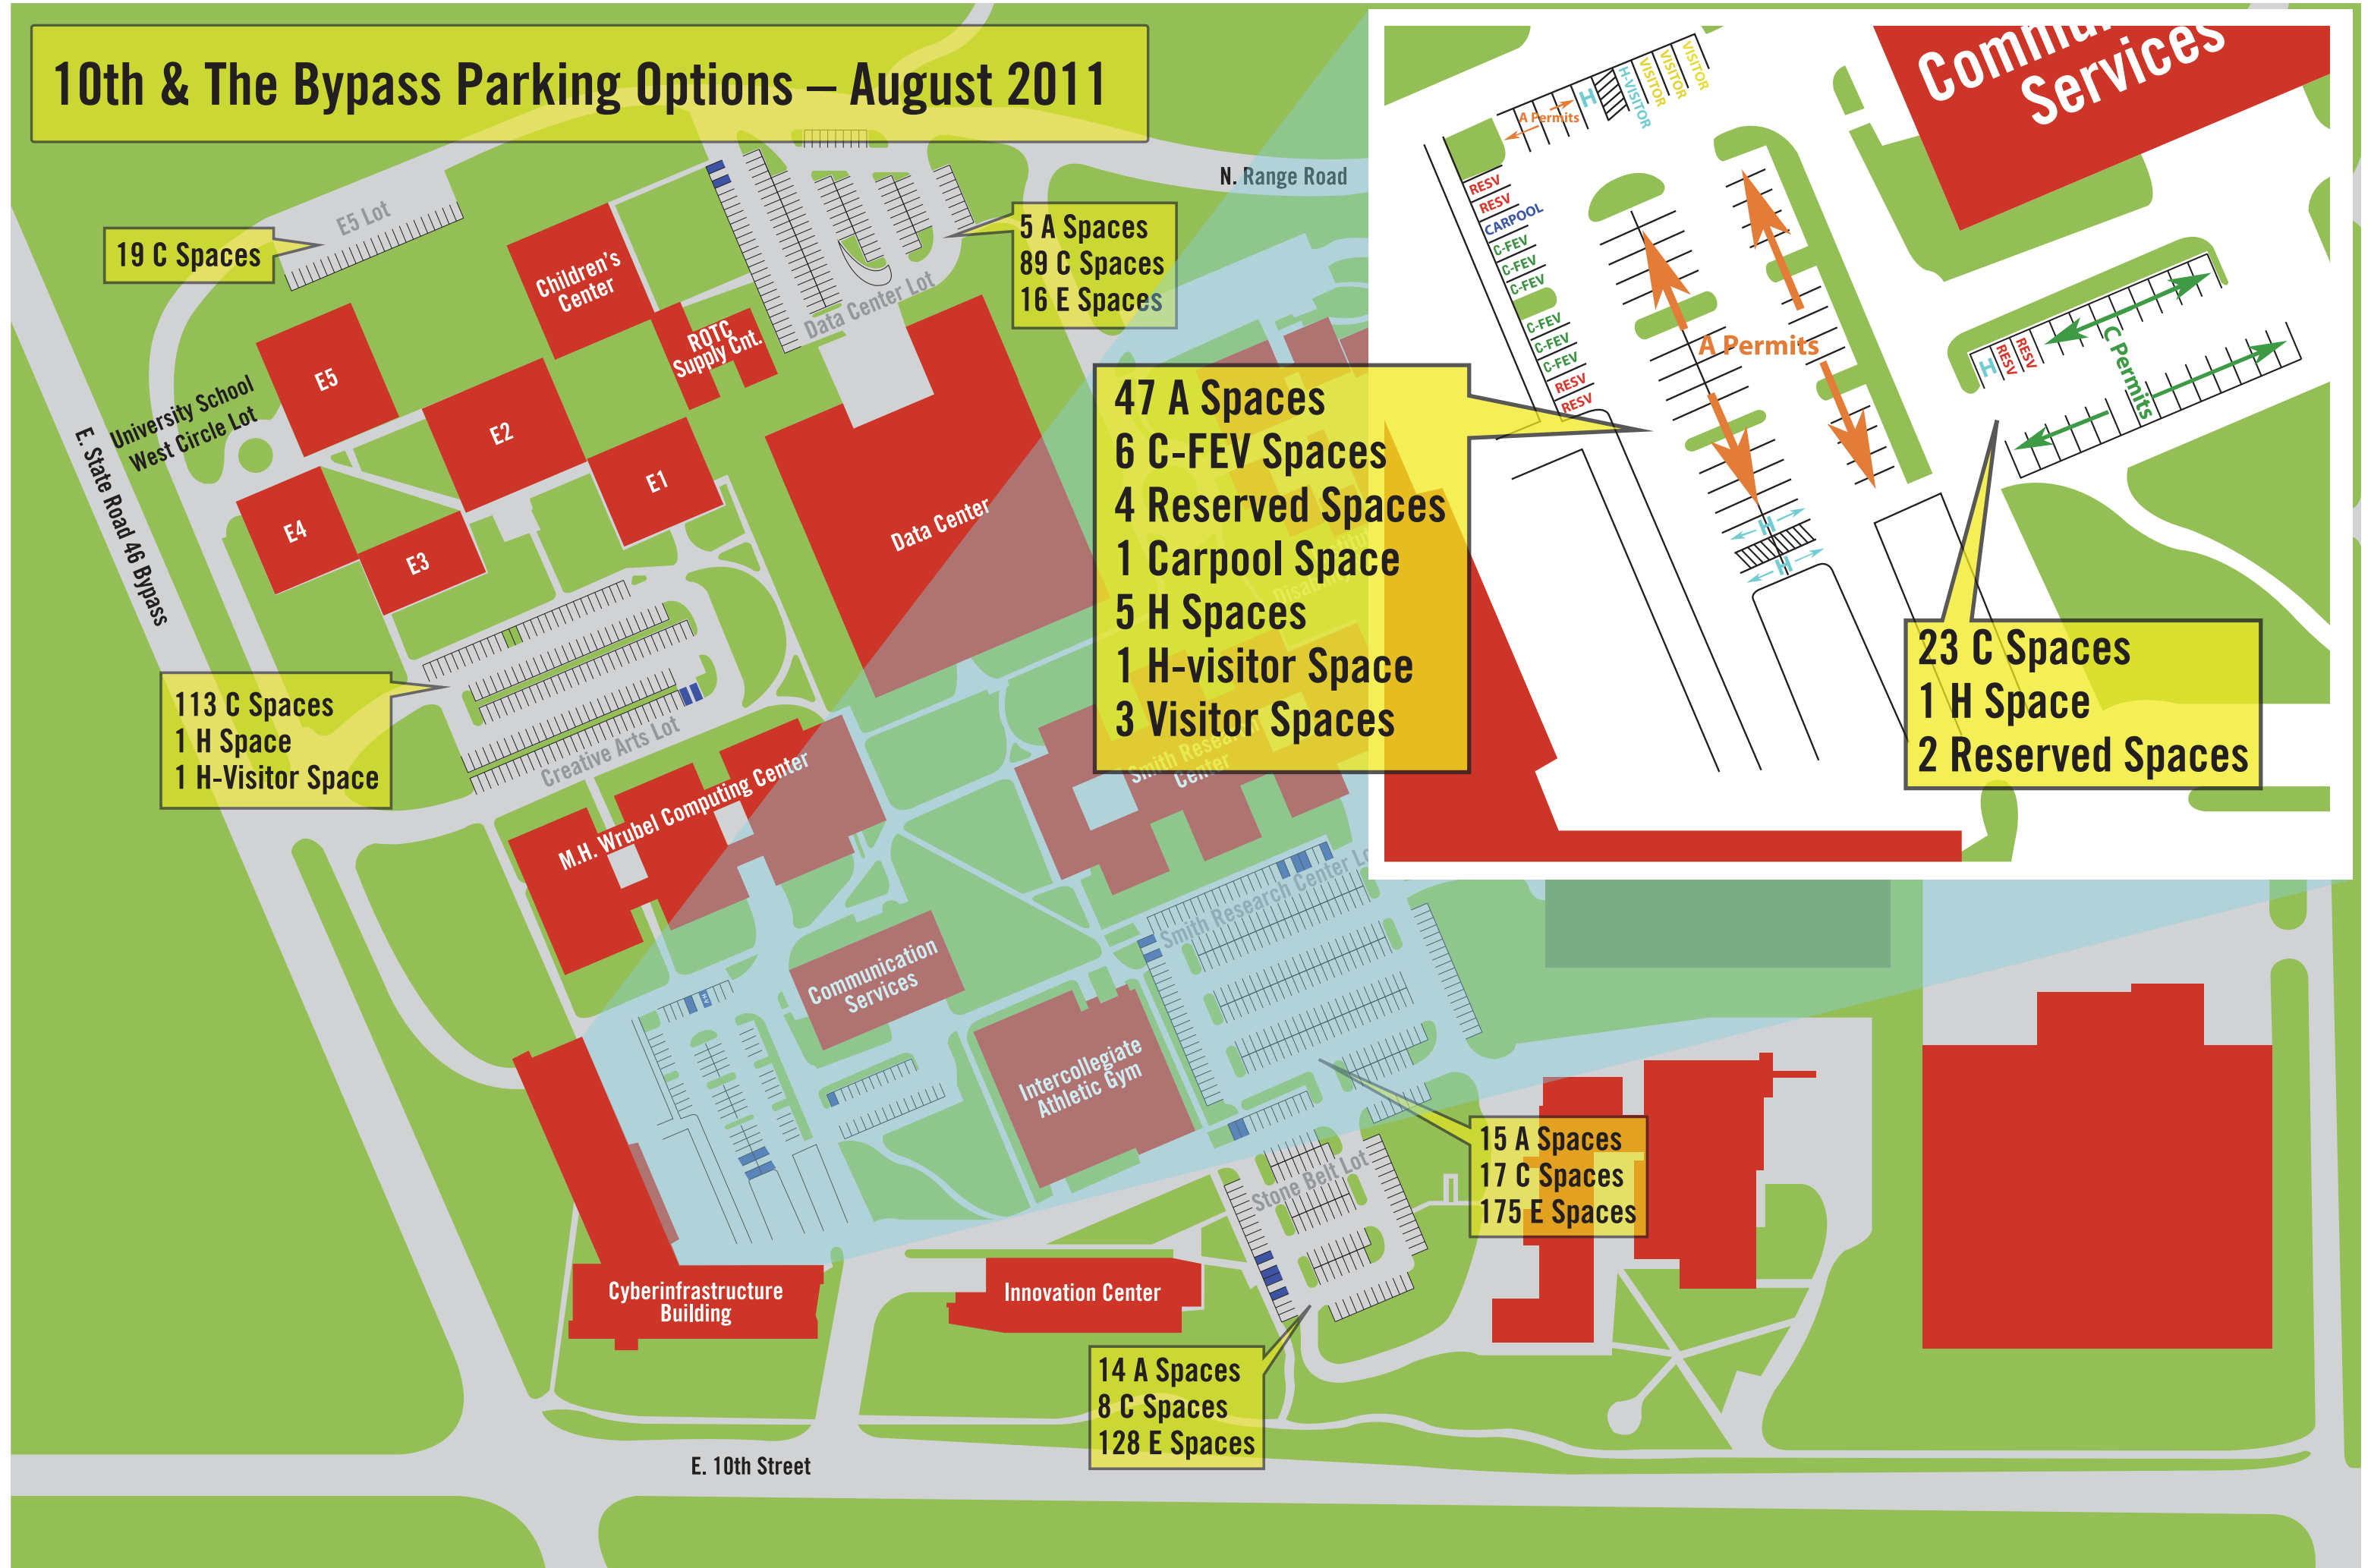 10th & The Bypass Parking Options – August 2011
Commun
Services
VISITOR
VISITOR
VISITOR
H-VISITOR
H
A Permits
RESV
RESV
CARPOOL
C-FEV
C-FEV
C-FEV
C-FEV
C-FEV
C-FEV
RESV
RESV
A Permits
H
H
H
RESV
RESV
C Permits
N. Range Road
E5 Lot
19 C Spaces
5 A Spaces
89 C Spaces
16 E Spaces
Children's
Center
ROTC
Supply Cnt.
Data Center Lot
E5
E2
E1
E4
E3
University School
West Circle Lot
E. State Road 46 Bypass
Data Center
47 A Spaces
6 C-FEV Spaces
4 Reserved Spaces
1 Carpool Space
5 H Spaces
1 H-visitor Space
3 Visitor Spaces
23 C Spaces
1 H Space
2 Reserved Spaces
113 C Spaces
1 H Space
1 H-Visitor Space
Creative Arts Lot
M.H. Wrubel Computing Center
Smith Research
Center
Smith Research Center Lo
Communication
Services
Intercollegiate
Athletic Gym
15 A Spaces
17 C Spaces
175 E Spaces
Stone Belt Lot
Cyberinfrastructure
Building
Innovation Center
14 A Spaces
8 C Spaces
128 E Spaces
E. 10th Street